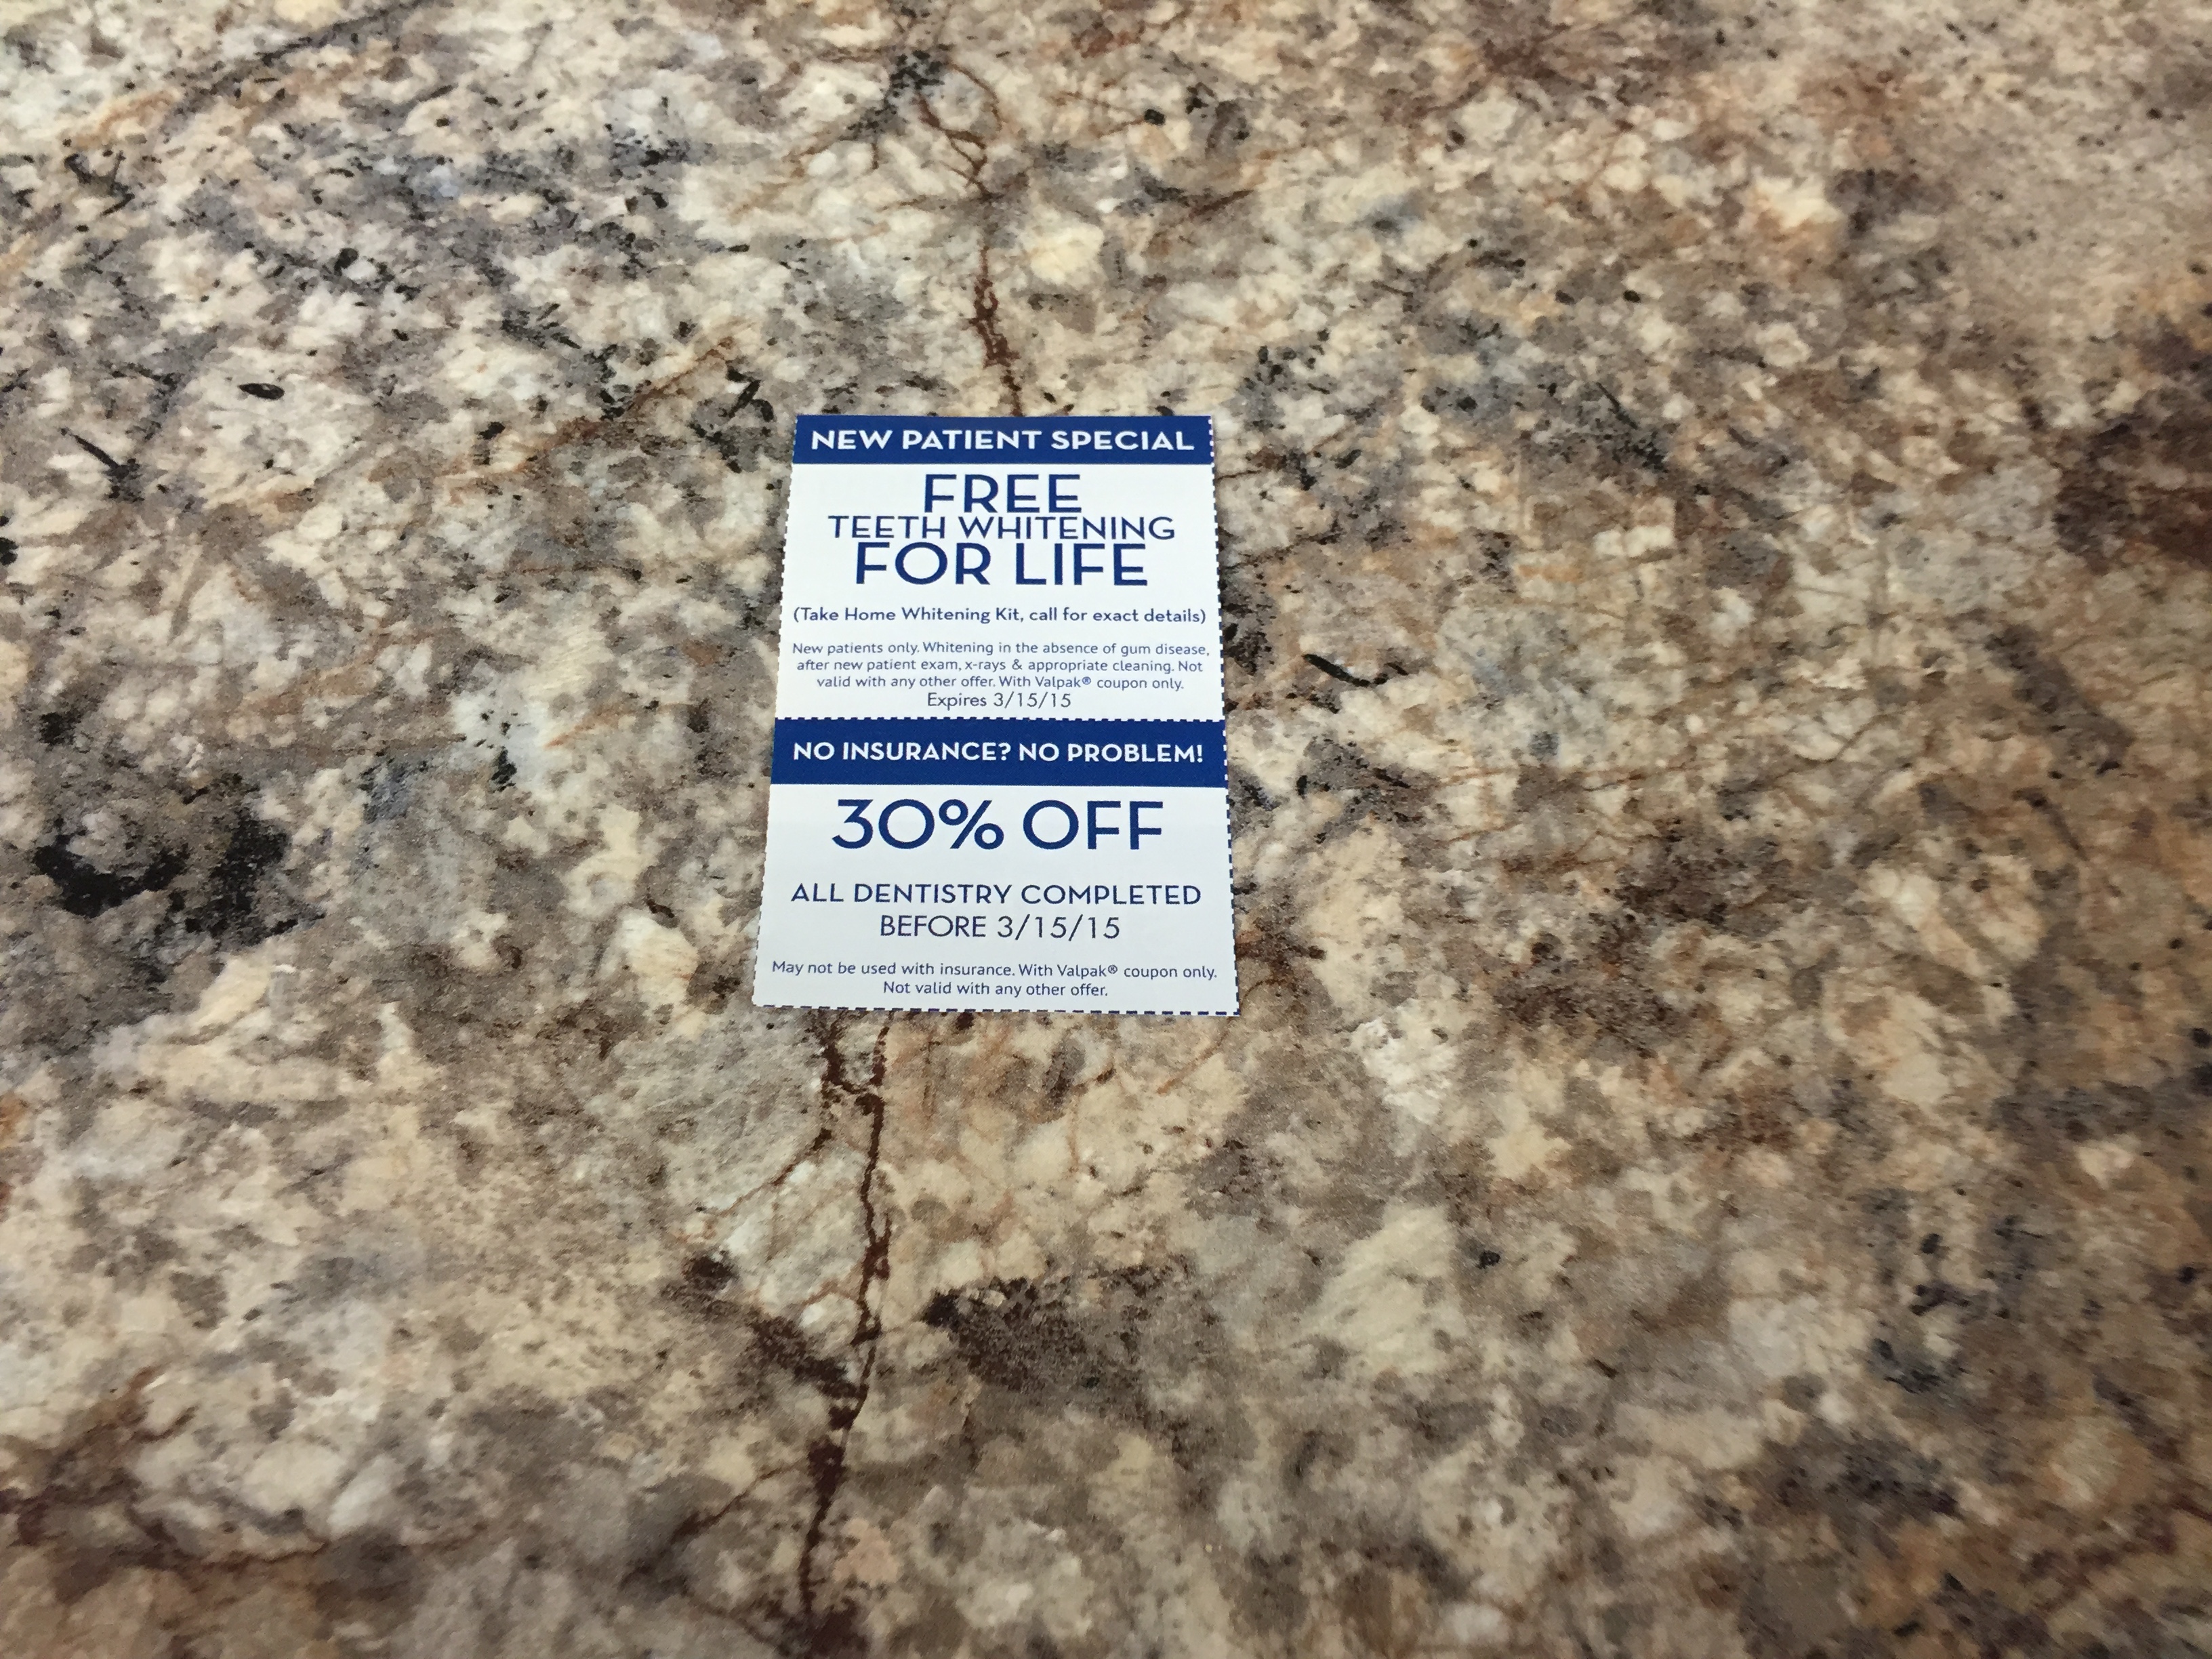 NEW PATIENT SPECIAL
FREE
TEETH WHITENING
FOR LIFE
(Take Home Whitening Kit, call for exact details)
New patients only. Whitening in the absence of gum disease,
after new patient exam, x-rays & appropriate cleaning. Not
valid with any other offer. With Valpak® coupon only.
Expires 3/15/15
NO INSURANCE? NO PROBLEM!
30% OFF
ALL DENTISTRY COMPLETED
BEFORE 3/15/15
May not be used with insurance. With Valpak® coupon only.
Not valid with any other offer.